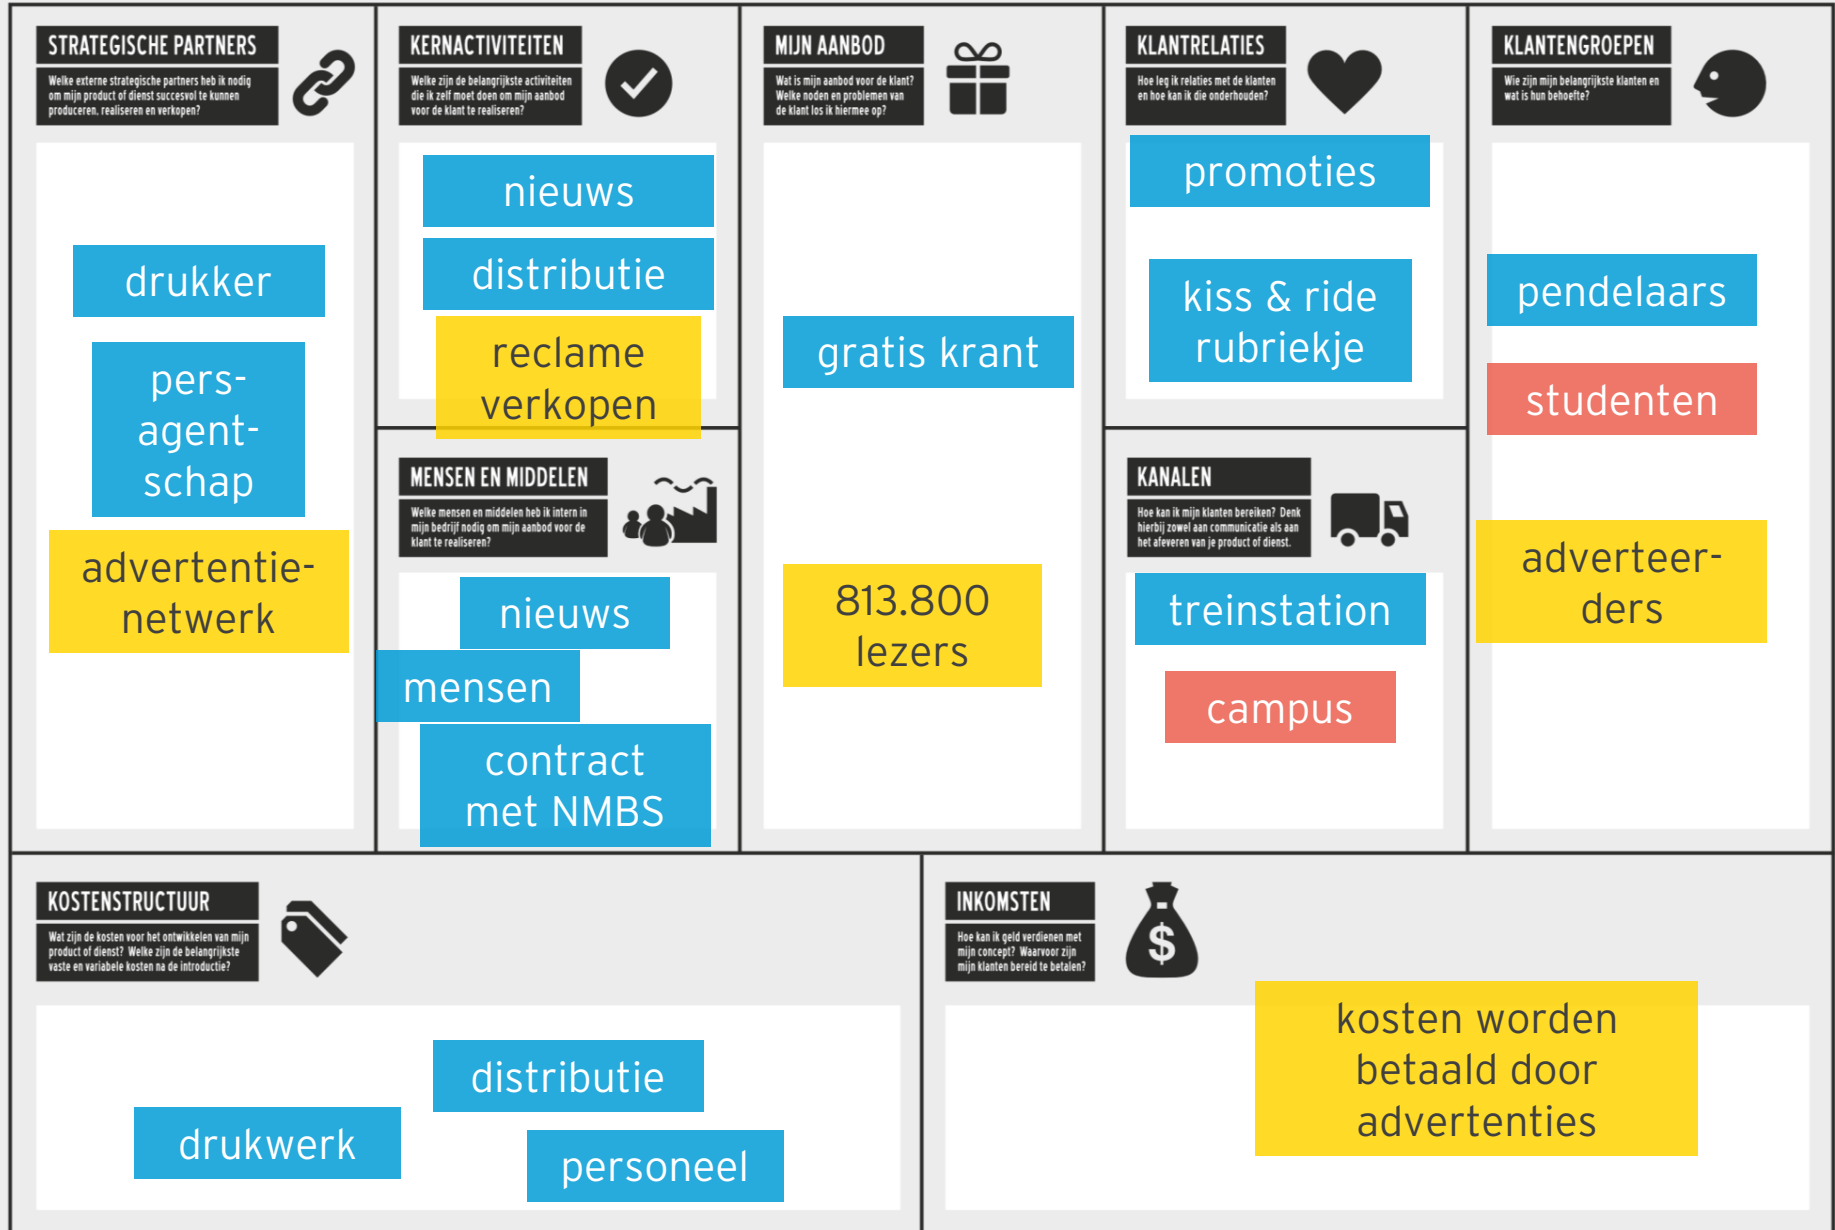 STRATEGISCHE PARTNERS
Welke externe strategische partners heb ik nodig
om mijn product of dienst succesvol te kunnen
produceren, realiseren en verkopen?
drukker
pers-
agent-
schap
advertentie-
netwerk
KERNACTIVITEITEN
Welke zijn de belangrijkste activiteiten
die ik zelf moet doen om mijn aanbod
voor de klant te realiseren?
nieuws
distributie
reclame
verkopen
MENSEN EN MIDDELEN
Welke mensen en middelen heb ik intern in
mijn bedrijf nodig om mijn aanbod voor de
klant te realiseren?
nieuws
mensen
contract
met NMBS
MIJN AANBOD
Wat is mijn aanbod voor de klant?
Welke noden en problemen van
de klant los ik hiermee op?
gratis krant
813.800
lezers
KLANTRELATIES
Hoe leg ik relaties met de klanten
en hoe kan ik die onderhouden?
promoties
kiss & ride
rubriekje
KANALEN
Hoe kan ik mijn klanten bereiken? Denk
hierbij zowel aan communicatie als aan
het afeveren van je product of dienst.
treinstation
campus
KLANTENGROEPEN
Wie zijn mijn belangrijkste klanten en
wat is hun behoefte?
pendelaars
studenten
adverteer-
ders
KOSTENSTRUCTUUR
Wat zijn de kosten voor het ontwikkelen van mijn
product of dienst? Welke zijn de belangrijkste
vaste en variabele kosten na de introductie?
distributie
drukwerk
personeel
INKOMSTEN
Hoe kan ik geld verdienen met
mijn concept? Waarvoor zijn
mijn klanten bereid te betalen?
$
kosten worden
betaald door
advertenties